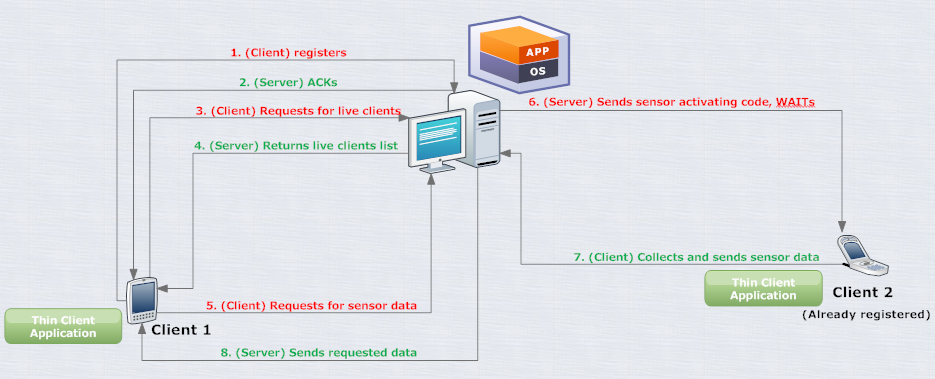 1. (Client) registers
APP
OS
2. (Server) ACKs
3. (Client) Requests for live clients
6. (Server) Sends sensor activating code, WAITs
4. (Server) Returns live clients list
7. (Client) Collects and sends sensor data
Thin Client
Application
Client 2
(Already registered)
5. (Client) Requests for sensor data
Thin Client
Application
Client 1
8. (Server) Sends requested data